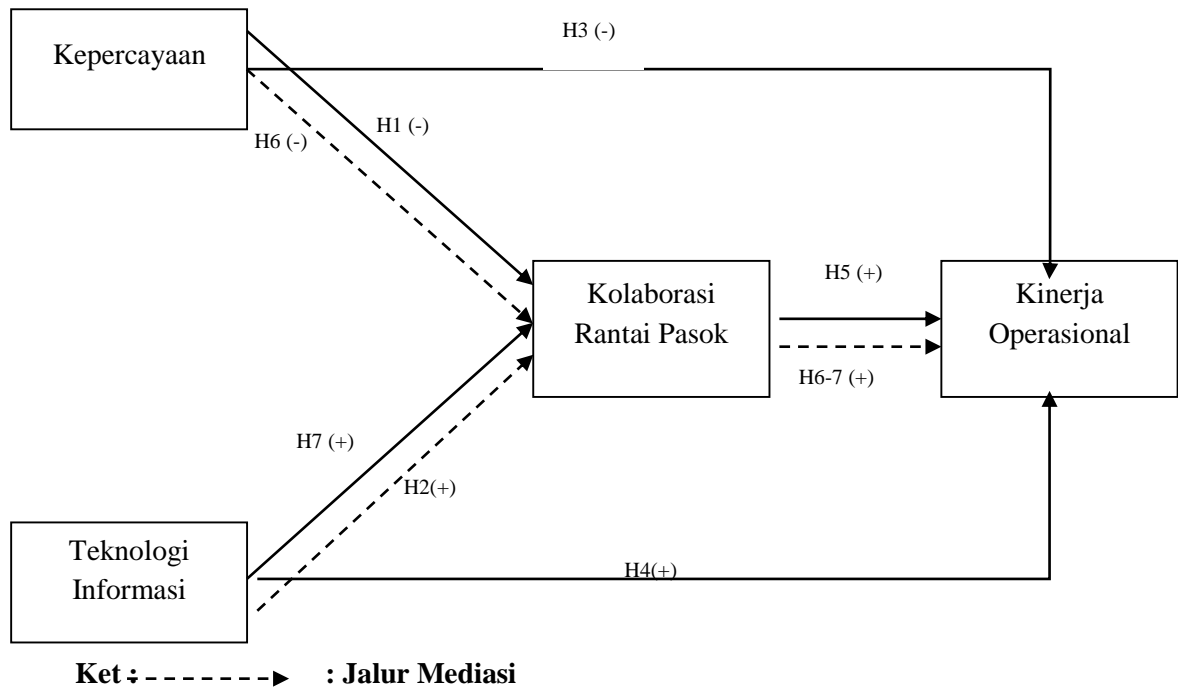 H3 (-)
Kepercayaan
H1 (-)
H6 (-)
Kolaborasi
Rantai Pasok
H5 (+)
Kinerja
Operasional
H6-7 (+)
H7 (+)
H2(+)
Teknologi
Informasi
H4(+)
Ket : : Jalur Mediasi